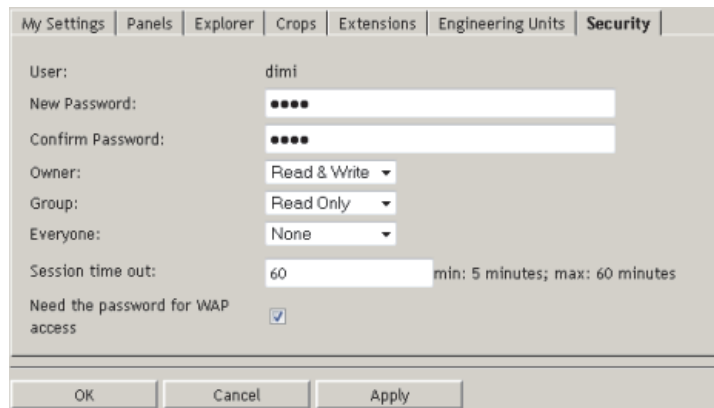 My Settings Panels Explorer Crops Extensions Engineering Units Security
User: dimi
New Password: ●●●●
Confirm Password: ●●●●
Owner: Read & Write
Group: Read Only
Everyone: None
Session time out: 60 min: 5 minutes; max: 60 minutes
Need the password for WAP
access
OK Cancel Apply